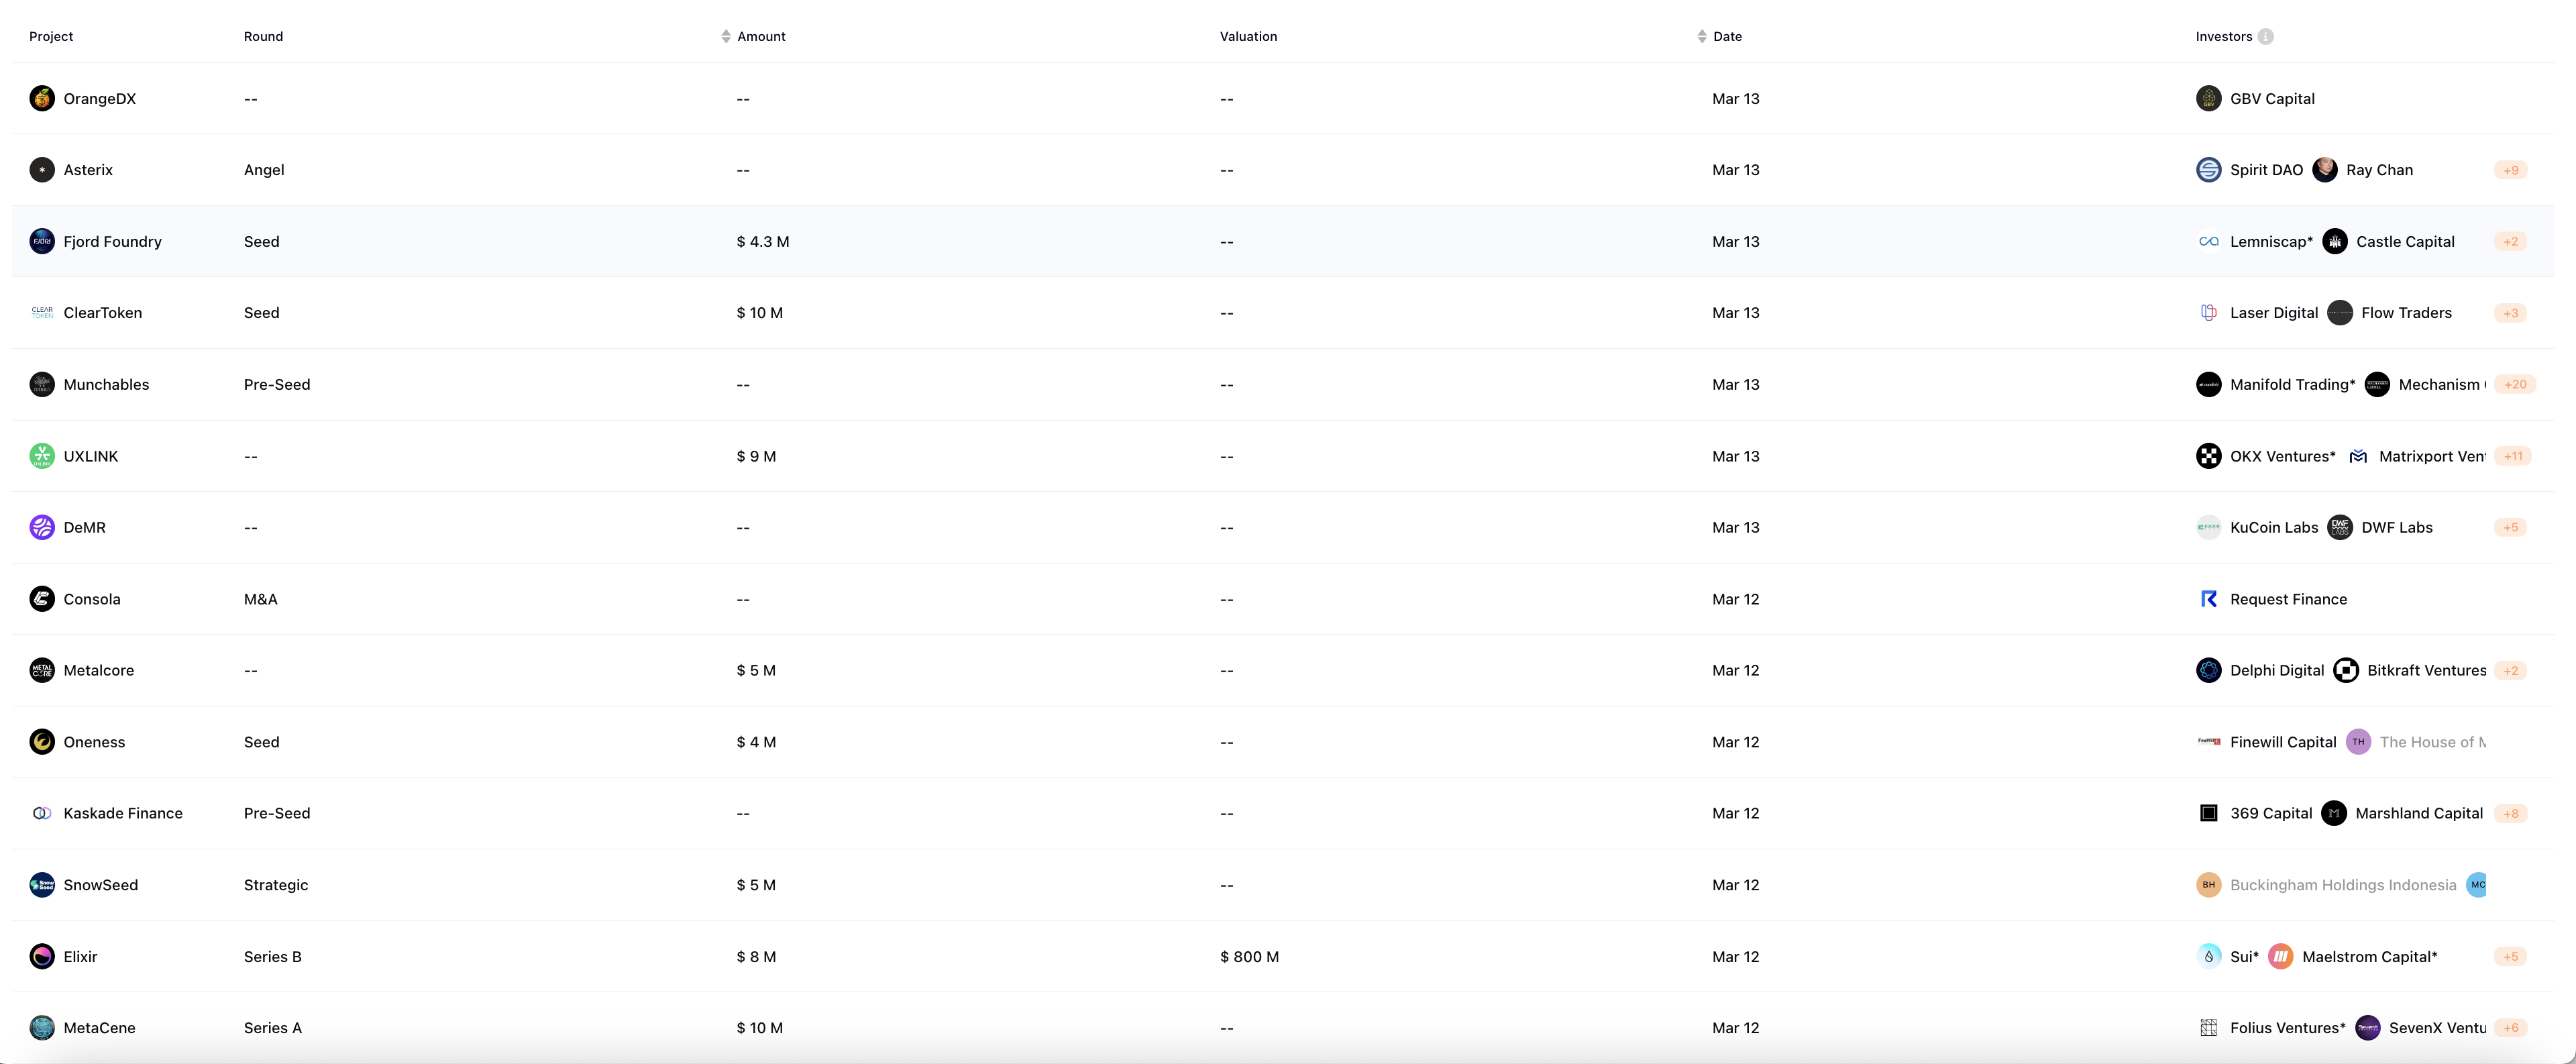 Project Round Amount Valuation Date Investors
OrangeDX -- -- -- Mar 13 GBV Capital
Asterix Angel -- -- Mar 13 Spirit DAO Ray Chan +9
Fjord Foundry Seed $ 4.3 M -- Mar 13 Lemniscap* Castle Capital +2
ClearToken Seed $ 10 M -- Mar 13 Laser Digital Flow Traders +3
Munchables Pre-Seed -- -- Mar 13 Manifold Trading* Mechanism +20
UXLINK -- $ 9 M -- Mar 13 OKX Ventures* Matrixport Ven +11
DeMR -- -- -- Mar 13 KuCoin Labs DWF Labs +5
Consola M&A -- -- Mar 12 Request Finance
Metalcore -- $ 5 M -- Mar 12 Delphi Digital Bitkraft Ventures +2
Oneness Seed $ 4 M -- Mar 12 Finewill Capital TH The House of
Kaskade Finance Pre-Seed -- -- Mar 12 369 Capital Marshland Capital +8
SnowSeed Strategic $ 5 M -- Mar 12 BH Buckingham Holdings Indonesia MC
Elixir Series B $ 8 M $ 800 M Mar 12 Sui* Maelstrom Capital* +5
MetaCene Series A $ 10 M -- Mar 12 Folius Ventures* SevenX Ventu +6